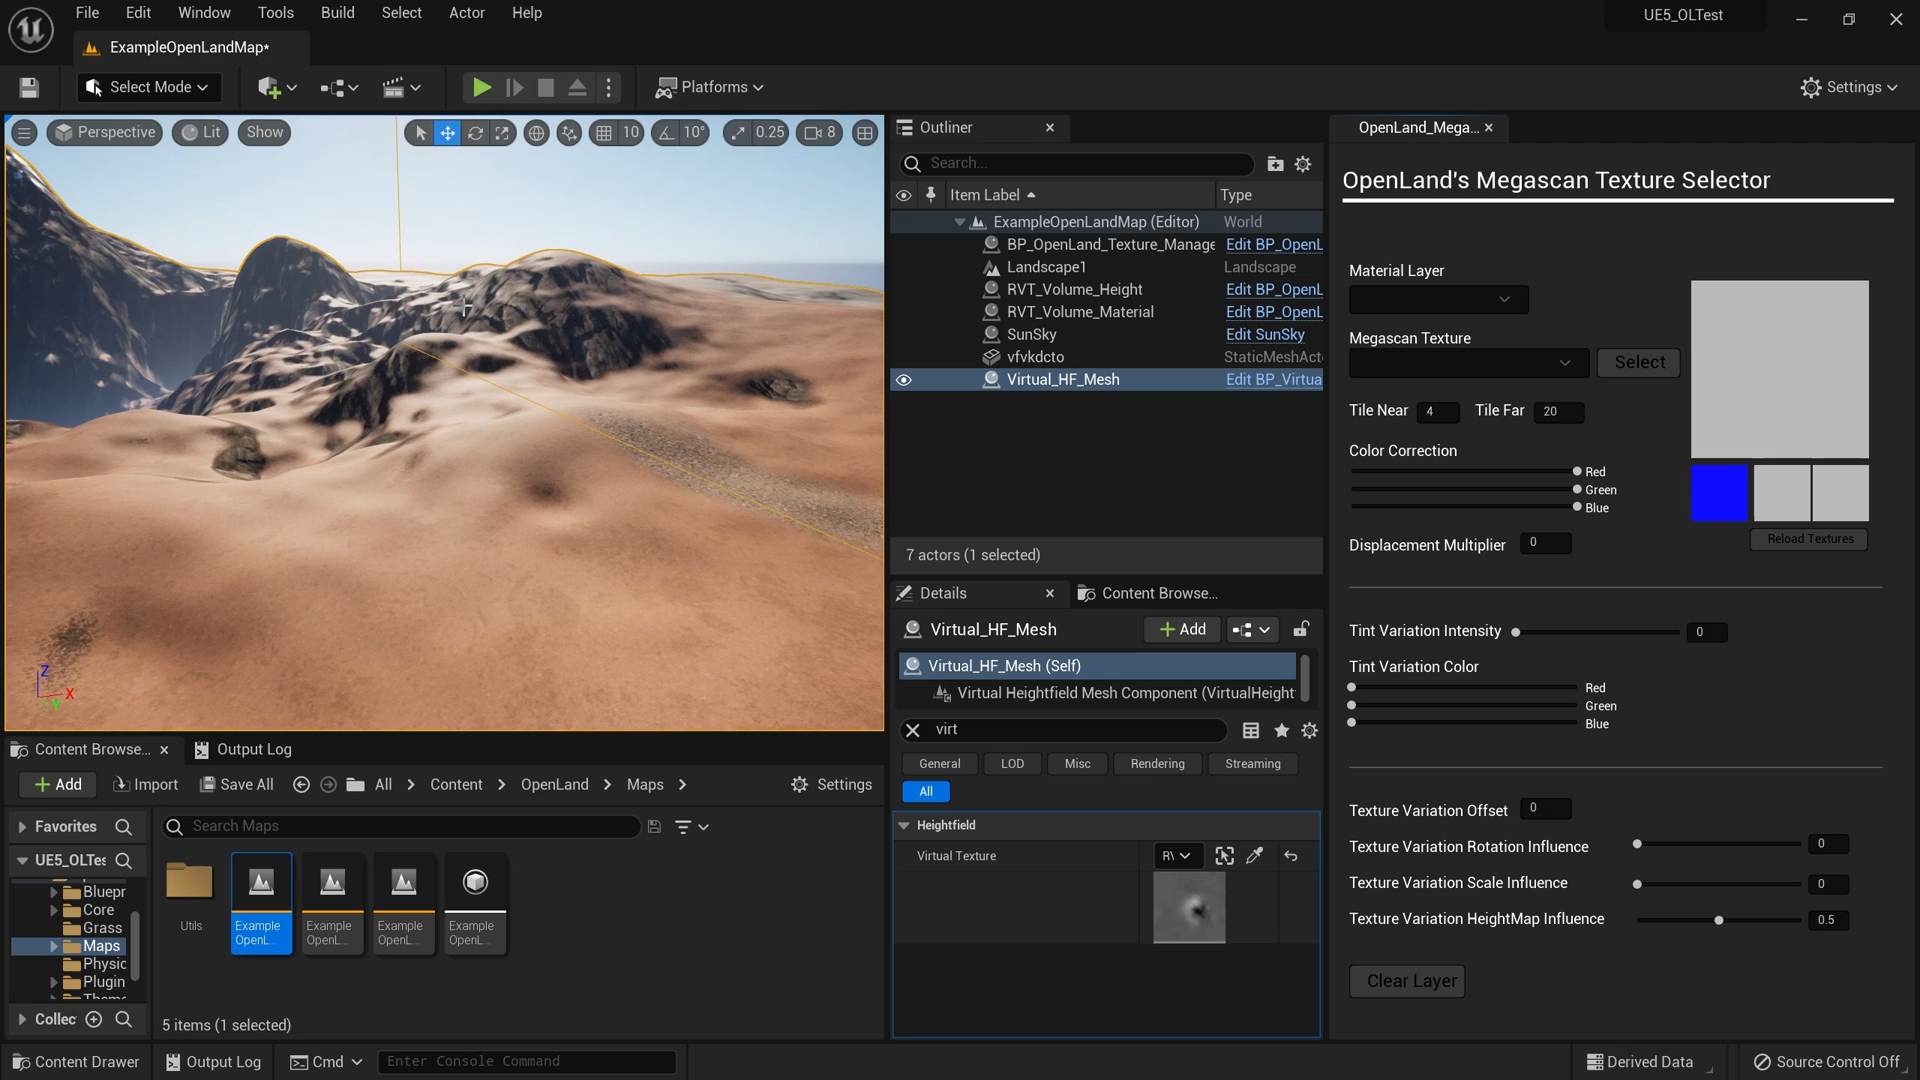 File Edit Window Tools Build Select Actor Help
UE5_OLTest
ExampleOpenLandMap*
Select Mode
Platforms
Settings
Perspective
Lit
Show
10
10°
0.25
8
Outliner
Search...
Item Label
Type
ExampleOpenLandMap (Editor) World
BP_OpenLand_Texture_Manage Edit BP_OpenL
Landscape1 Landscape
RVT_Volume_Height Edit BP_OpenL
RVT_Volume_Material Edit BP_OpenL
SunSky Edit SunSky
vfvkdcto StaticMeshAct
Virtual_HF_Mesh Edit BP_Virtua
7 actors (1 selected)
Details
Content Browse...
Virtual_HF_Mesh
Add
Virtual_HF_Mesh (Self)
Virtual Heightfield Mesh Component (VirtualHeight
virt
General LOD Misc Rendering Streaming
All
Heightfield
Virtual Texture
R\
OpenLand_Mega...
OpenLand's Megascan Texture Selector
Material Layer
Megascan Texture
Select
Tile Near 4 Tile Far 20
Color Correction
Red
Green
Blue
Reload Textures
Displacement Multiplier 0
Tint Variation Intensity 0
Tint Variation Color
Red
Green
Blue
Texture Variation Offset 0
Texture Variation Rotation Influence 0
Texture Variation Scale Influence 0
Texture Variation HeightMap Influence 0.5
Clear Layer
Z
X
Y
Content Browse...
Output Log
Add
Import
Save All
All
Content
OpenLand
Maps
Settings
Favorites
Search Maps
UE5_OLTes
Bluepr
Core
Grass
Maps
Physic
Plugin
Collec
Utils
Example
OpenL...
Example
OpenL...
Example
OpenL...
Example
OpenL...
5 items (1 selected)
Content Drawer
Output Log
Cmd
Enter Console Command
Derived Data
Source Control Off